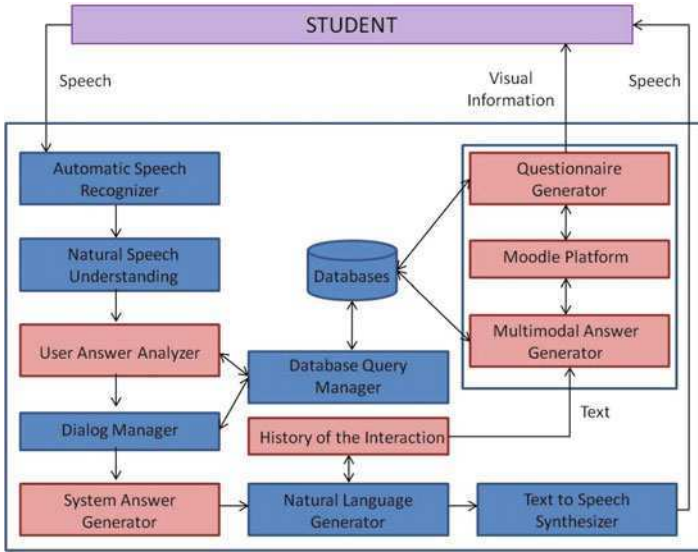 STUDENT
Speech
Visual
Information
Speech
Automatic Speech
Recognizer
Questionnaire
Generator
Natural Speech
Understanding
Databases
Moodle Platform
User Answer Analyzer
Multimodal Answer
Generator
Database Query
Manager
Text
Dialog Manager
History of the Interaction
System Answer
Generator
Natural Language
Generator
Text to Speech
Synthesizer